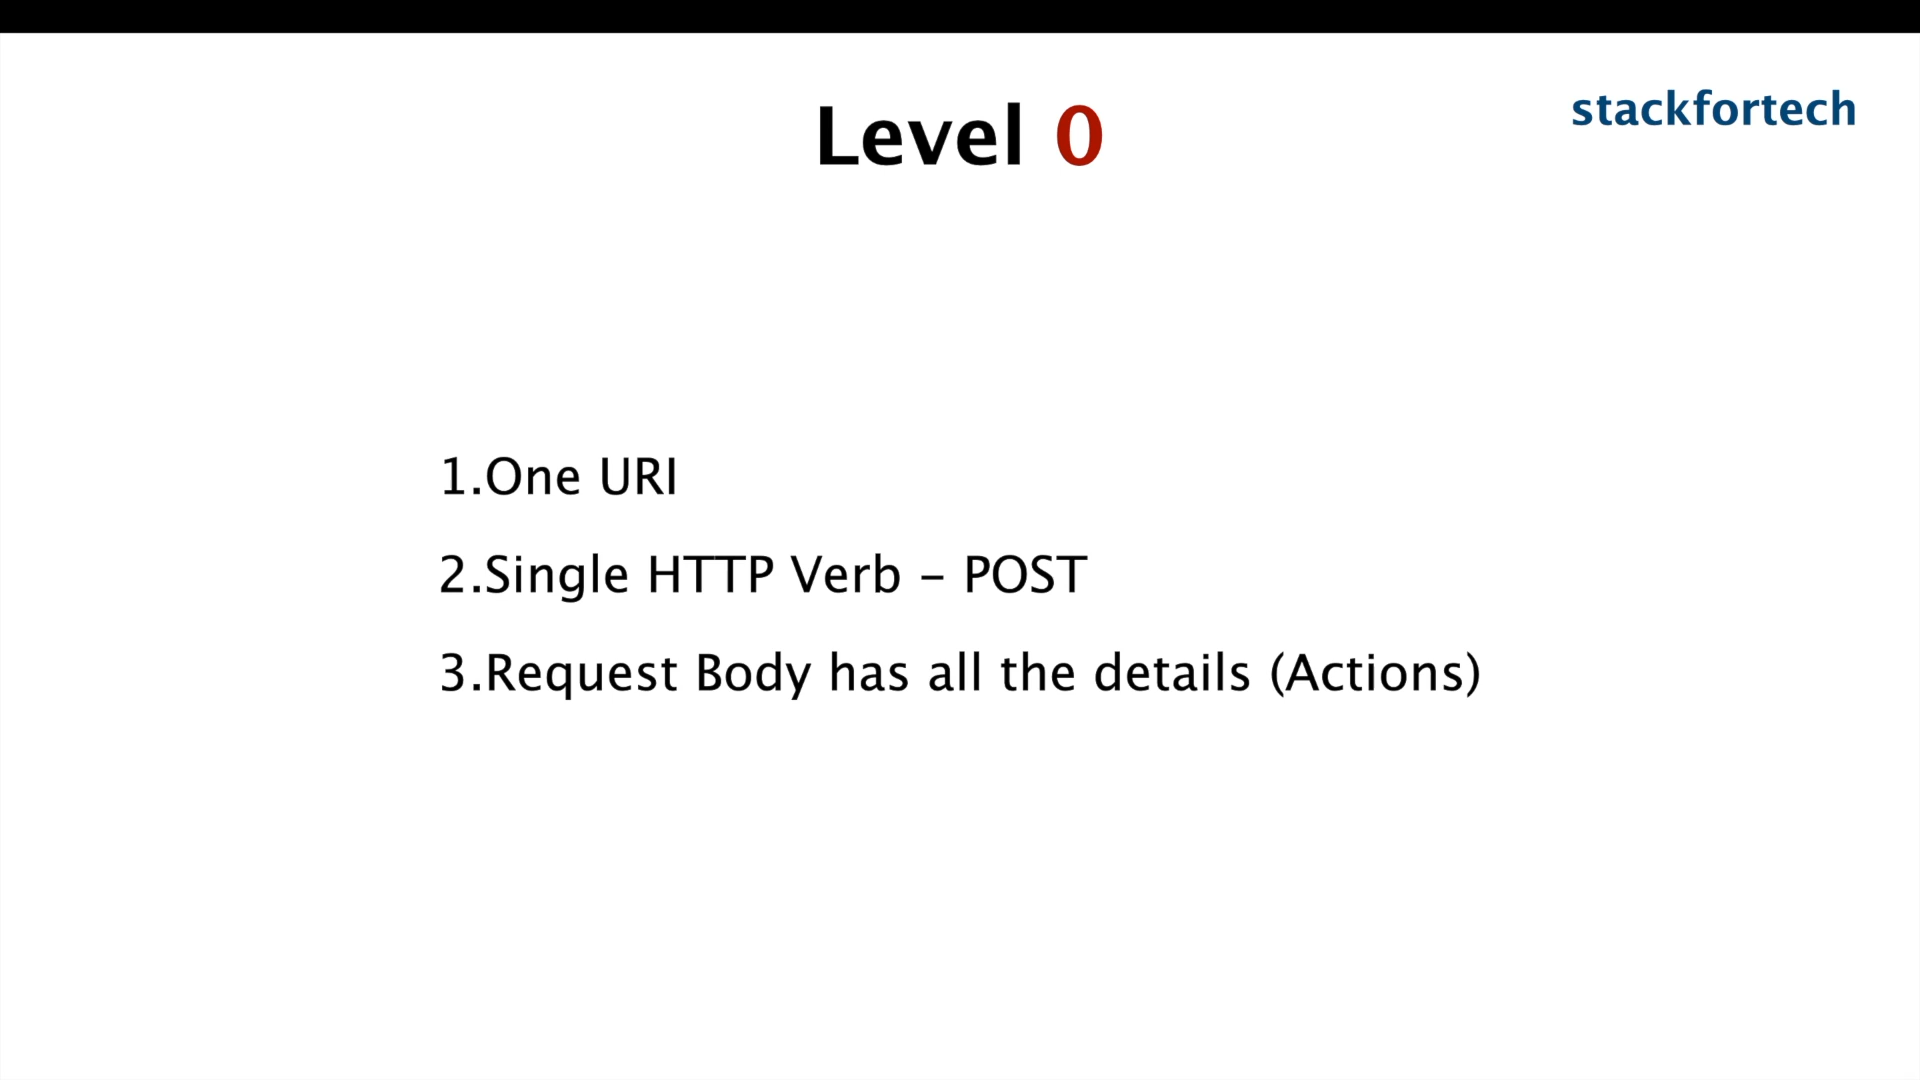 Level 0
stackfortech
1.One URI
2.Single HTTP Verb – POST
3.Request Body has all the details (Actions)